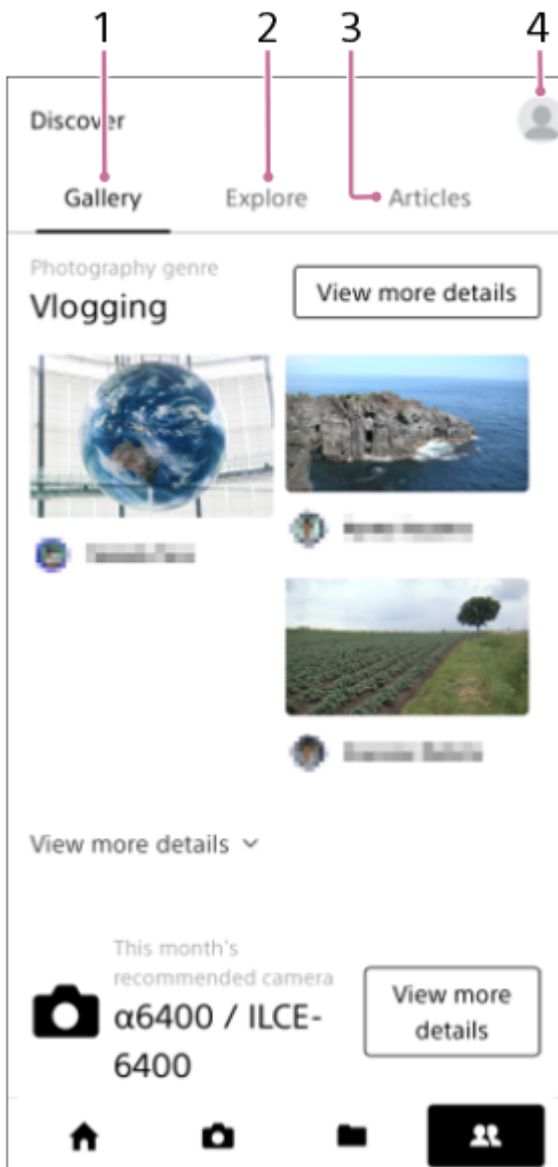 1 2 3 4
Discover
Gallery Explore Articles
Photography genre
Vlogging
View more details
View more details
This month's
recommended camera
α6400 / ILCE-
6400
View more
details